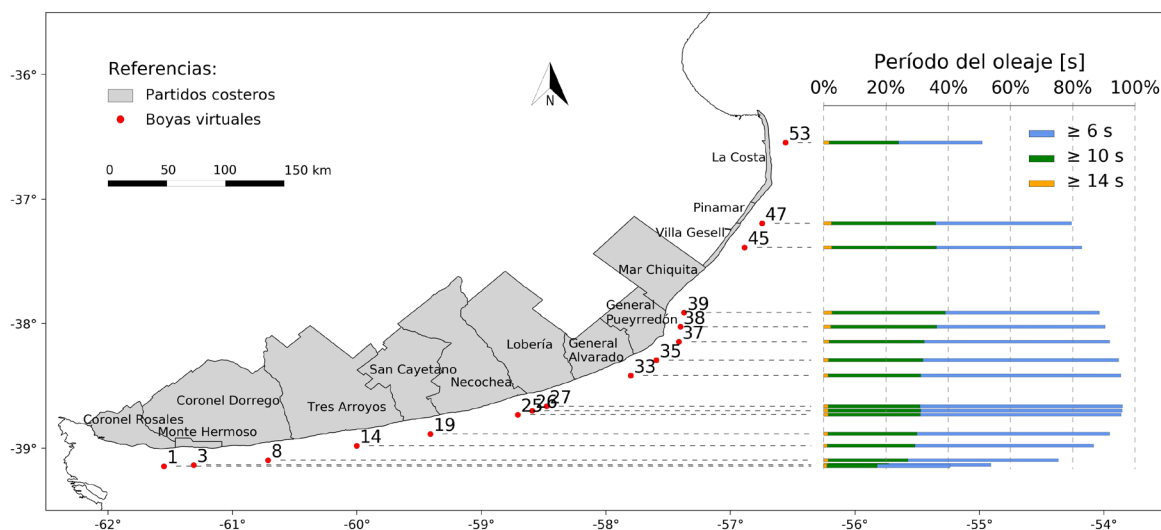 Referencias:
Partidos costeros
Boyas virtuales
0 50 100 150 km
N
Período del oleaje [s]
0% 20% 40% 60% 80% 100%
≥ 6 s
≥ 10 s
≥ 14 s
-36°
-37°
-38°
-39°
53
La Costa
Pinamar
47
Villa Gesell
45
Mar Chiquita
39
General
Pueyrredón
38
37
General
Alvarado
35
Lobería
33
San Cayetano
Necochea
27
26
25
Coronel Dorrego
Tres Arroyos
Coronel Rosales
Monte Hermoso
19
14
8
3
1
-62° -61° -60° -59° -58° -57° -56° -55° -54°